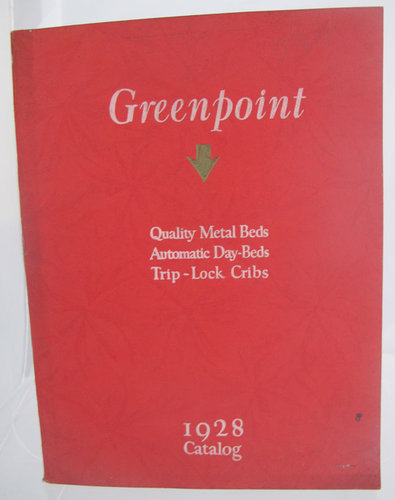 Greenpoint
Quality Metal Beds
Automatic Day-Beds
Trip-Lock Cribs
1928
Catalog